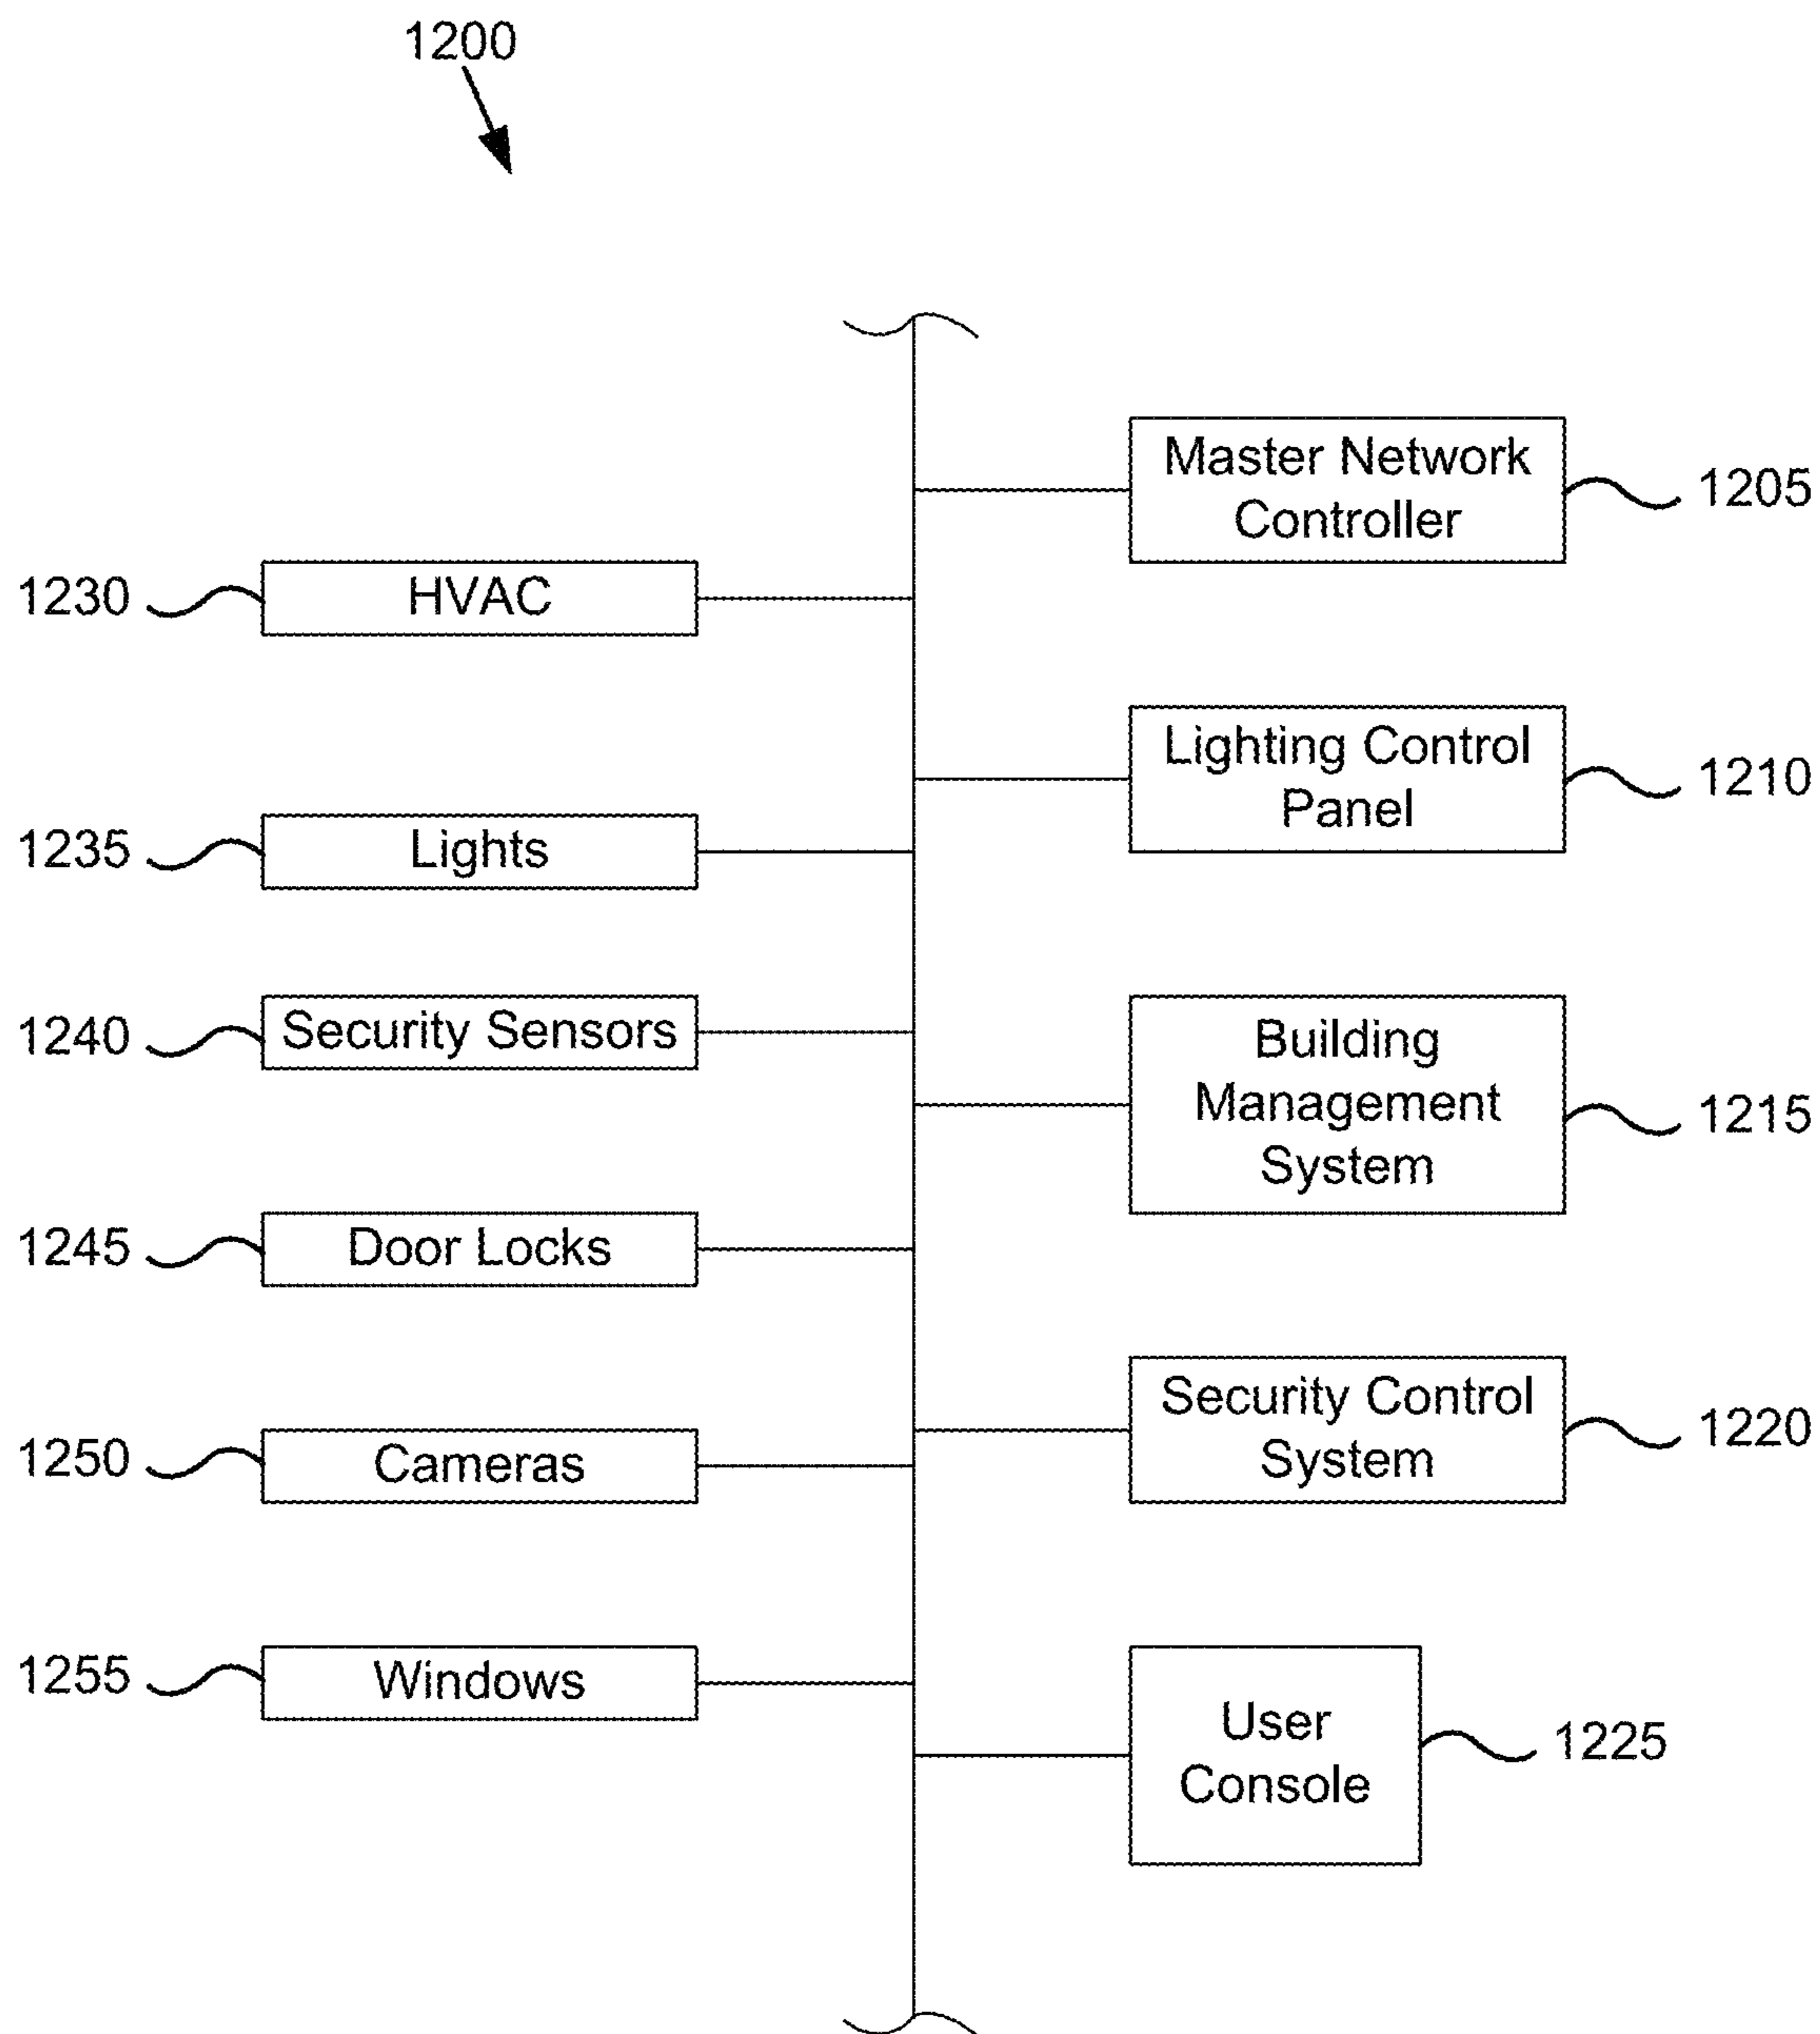 1200
Master Network
Controller
1205
1230
HVAC
Lighting Control
Panel
1210
1235
Lights
1240
Security Sensors
Building
Management
System
1215
1245
Door Locks
Security Control
System
1220
1250
Cameras
1255
Windows
User
Console
1225